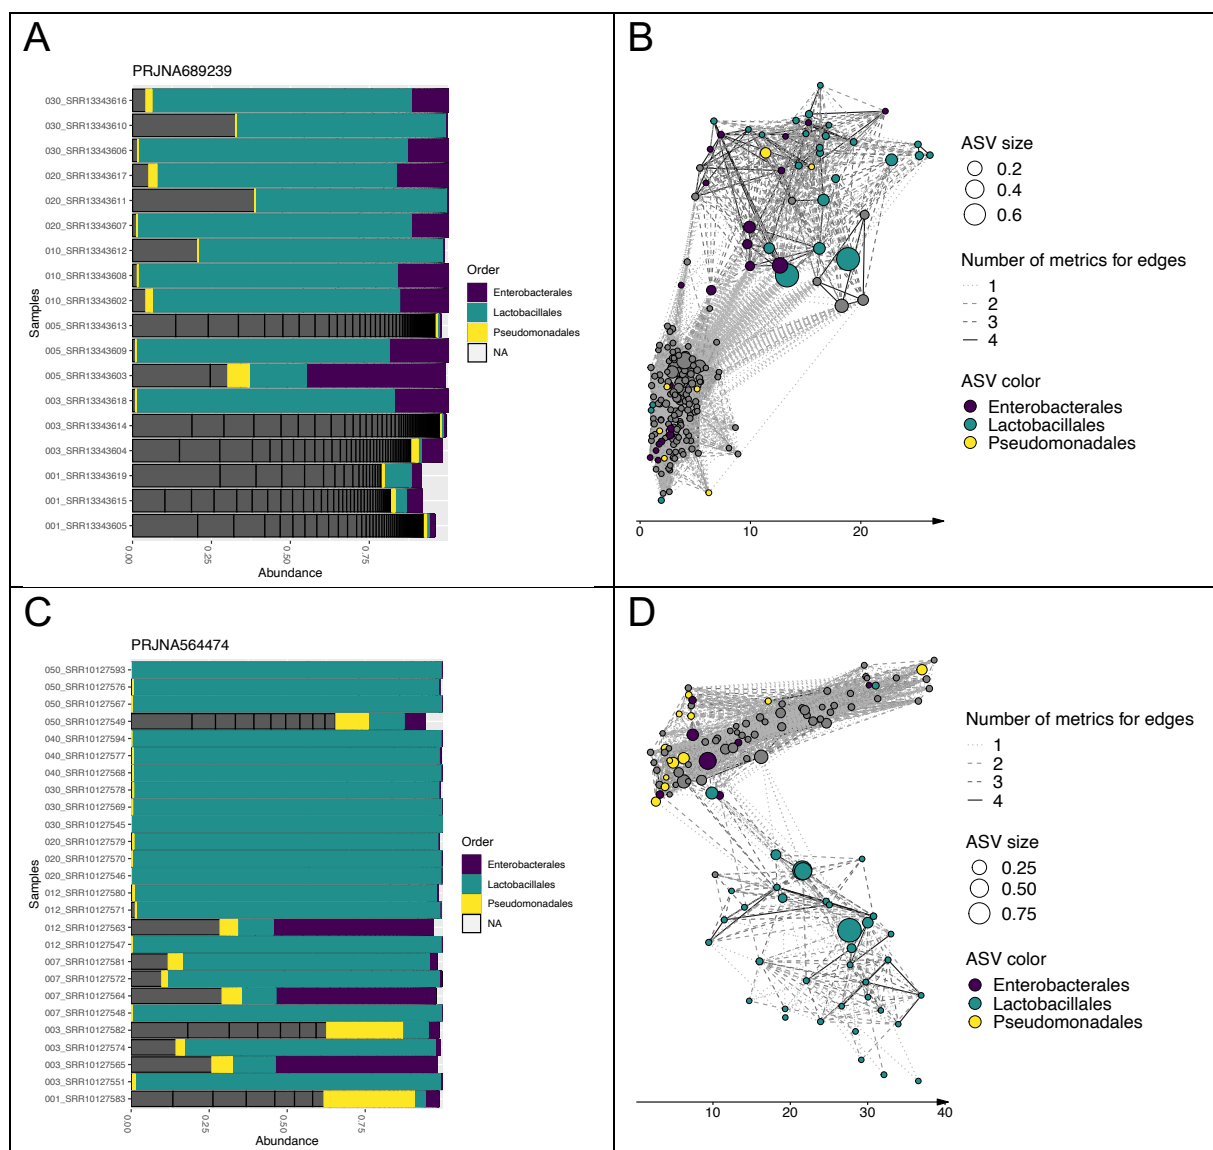 A
PRJNA689239
030_SRR13343616
030_SRR13343610
030_SRR13343606
020_SRR13343617
020_SRR13343611
020_SRR13343607
010_SRR13343612
010_SRR13343608
010_SRR13343602
005_SRR13343613
005_SRR13343609
005_SRR13343603
003_SRR13343618
003_SRR13343614
003_SRR13343604
001_SRR13343619
001_SRR13343615
001_SRR13343605
Samples
0.00
0.25
0.50
0.75
Abundance
Order
Enterobacterales
Lactobacillales
Pseudomonadales
NA
B
ASV size
0.2
0.4
0.6
Number of metrics for edges
1
2
3
4
ASV color
Enterobacterales
Lactobacillales
Pseudomonadales
0
10
20
C
PRJNA564474
050_SRR10127593
050_SRR10127576
050_SRR10127567
050_SRR10127549
040_SRR10127594
040_SRR10127577
040_SRR10127568
030_SRR10127578
030_SRR10127569
030_SRR10127545
020_SRR10127579
020_SRR10127570
020_SRR10127546
012_SRR10127580
012_SRR10127571
012_SRR10127563
012_SRR10127547
007_SRR10127581
007_SRR10127572
007_SRR10127564
007_SRR10127548
003_SRR10127582
003_SRR10127574
003_SRR10127565
003_SRR10127551
001_SRR10127583
Samples
0.00
0.25
0.50
0.75
Abundance
Order
Enterobacterales
Lactobacillales
Pseudomonadales
NA
D
Number of metrics for edges
1
2
3
4
ASV size
0.25
0.50
0.75
ASV color
Enterobacterales
Lactobacillales
Pseudomonadales
10
20
30
40